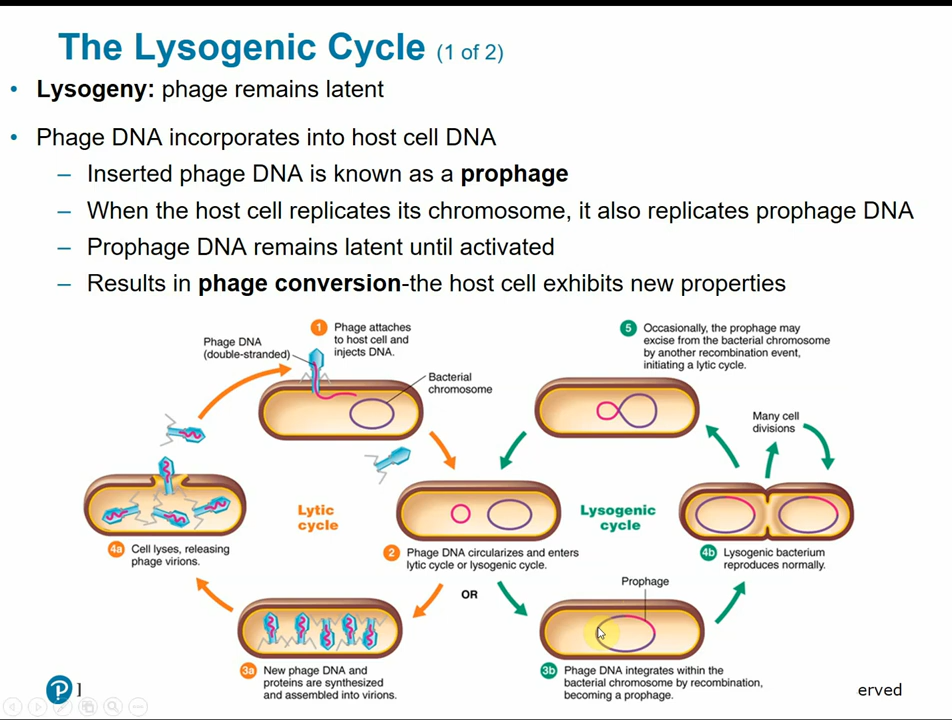 The Lysogenic Cycle (1 of 2)
• Lysogeny: phage remains latent
• Phage DNA incorporates into host cell DNA
– Inserted phage DNA is known as a prophage
– When the host cell replicates its chromosome, it also replicates prophage DNA
– Prophage DNA remains latent until activated
– Results in phage conversion-the host cell exhibits new properties
Phage DNA
(double-stranded)
1 Phage attaches
to host cell and
injects DNA.
Bacterial
chromosome
5 Occasionally, the prophage may
excise from the bacterial chromosome
by another recombination event,
initiating a lytic cycle.
Many cell
divisions
Lytic
cycle
Lysogenic
cycle
4a Cell lyses, releasing
phage virions.
2 Phage DNA circularizes and enters
lytic cycle or lysogenic cycle.
4b Lysogenic bacterium
reproduces normally.
OR
Prophage
3a New phage DNA and
proteins are synthesized
and assembled into virions.
3b Phage DNA integrates within the
bacterial chromosome by recombination,
becoming a prophage.
P ]
erved